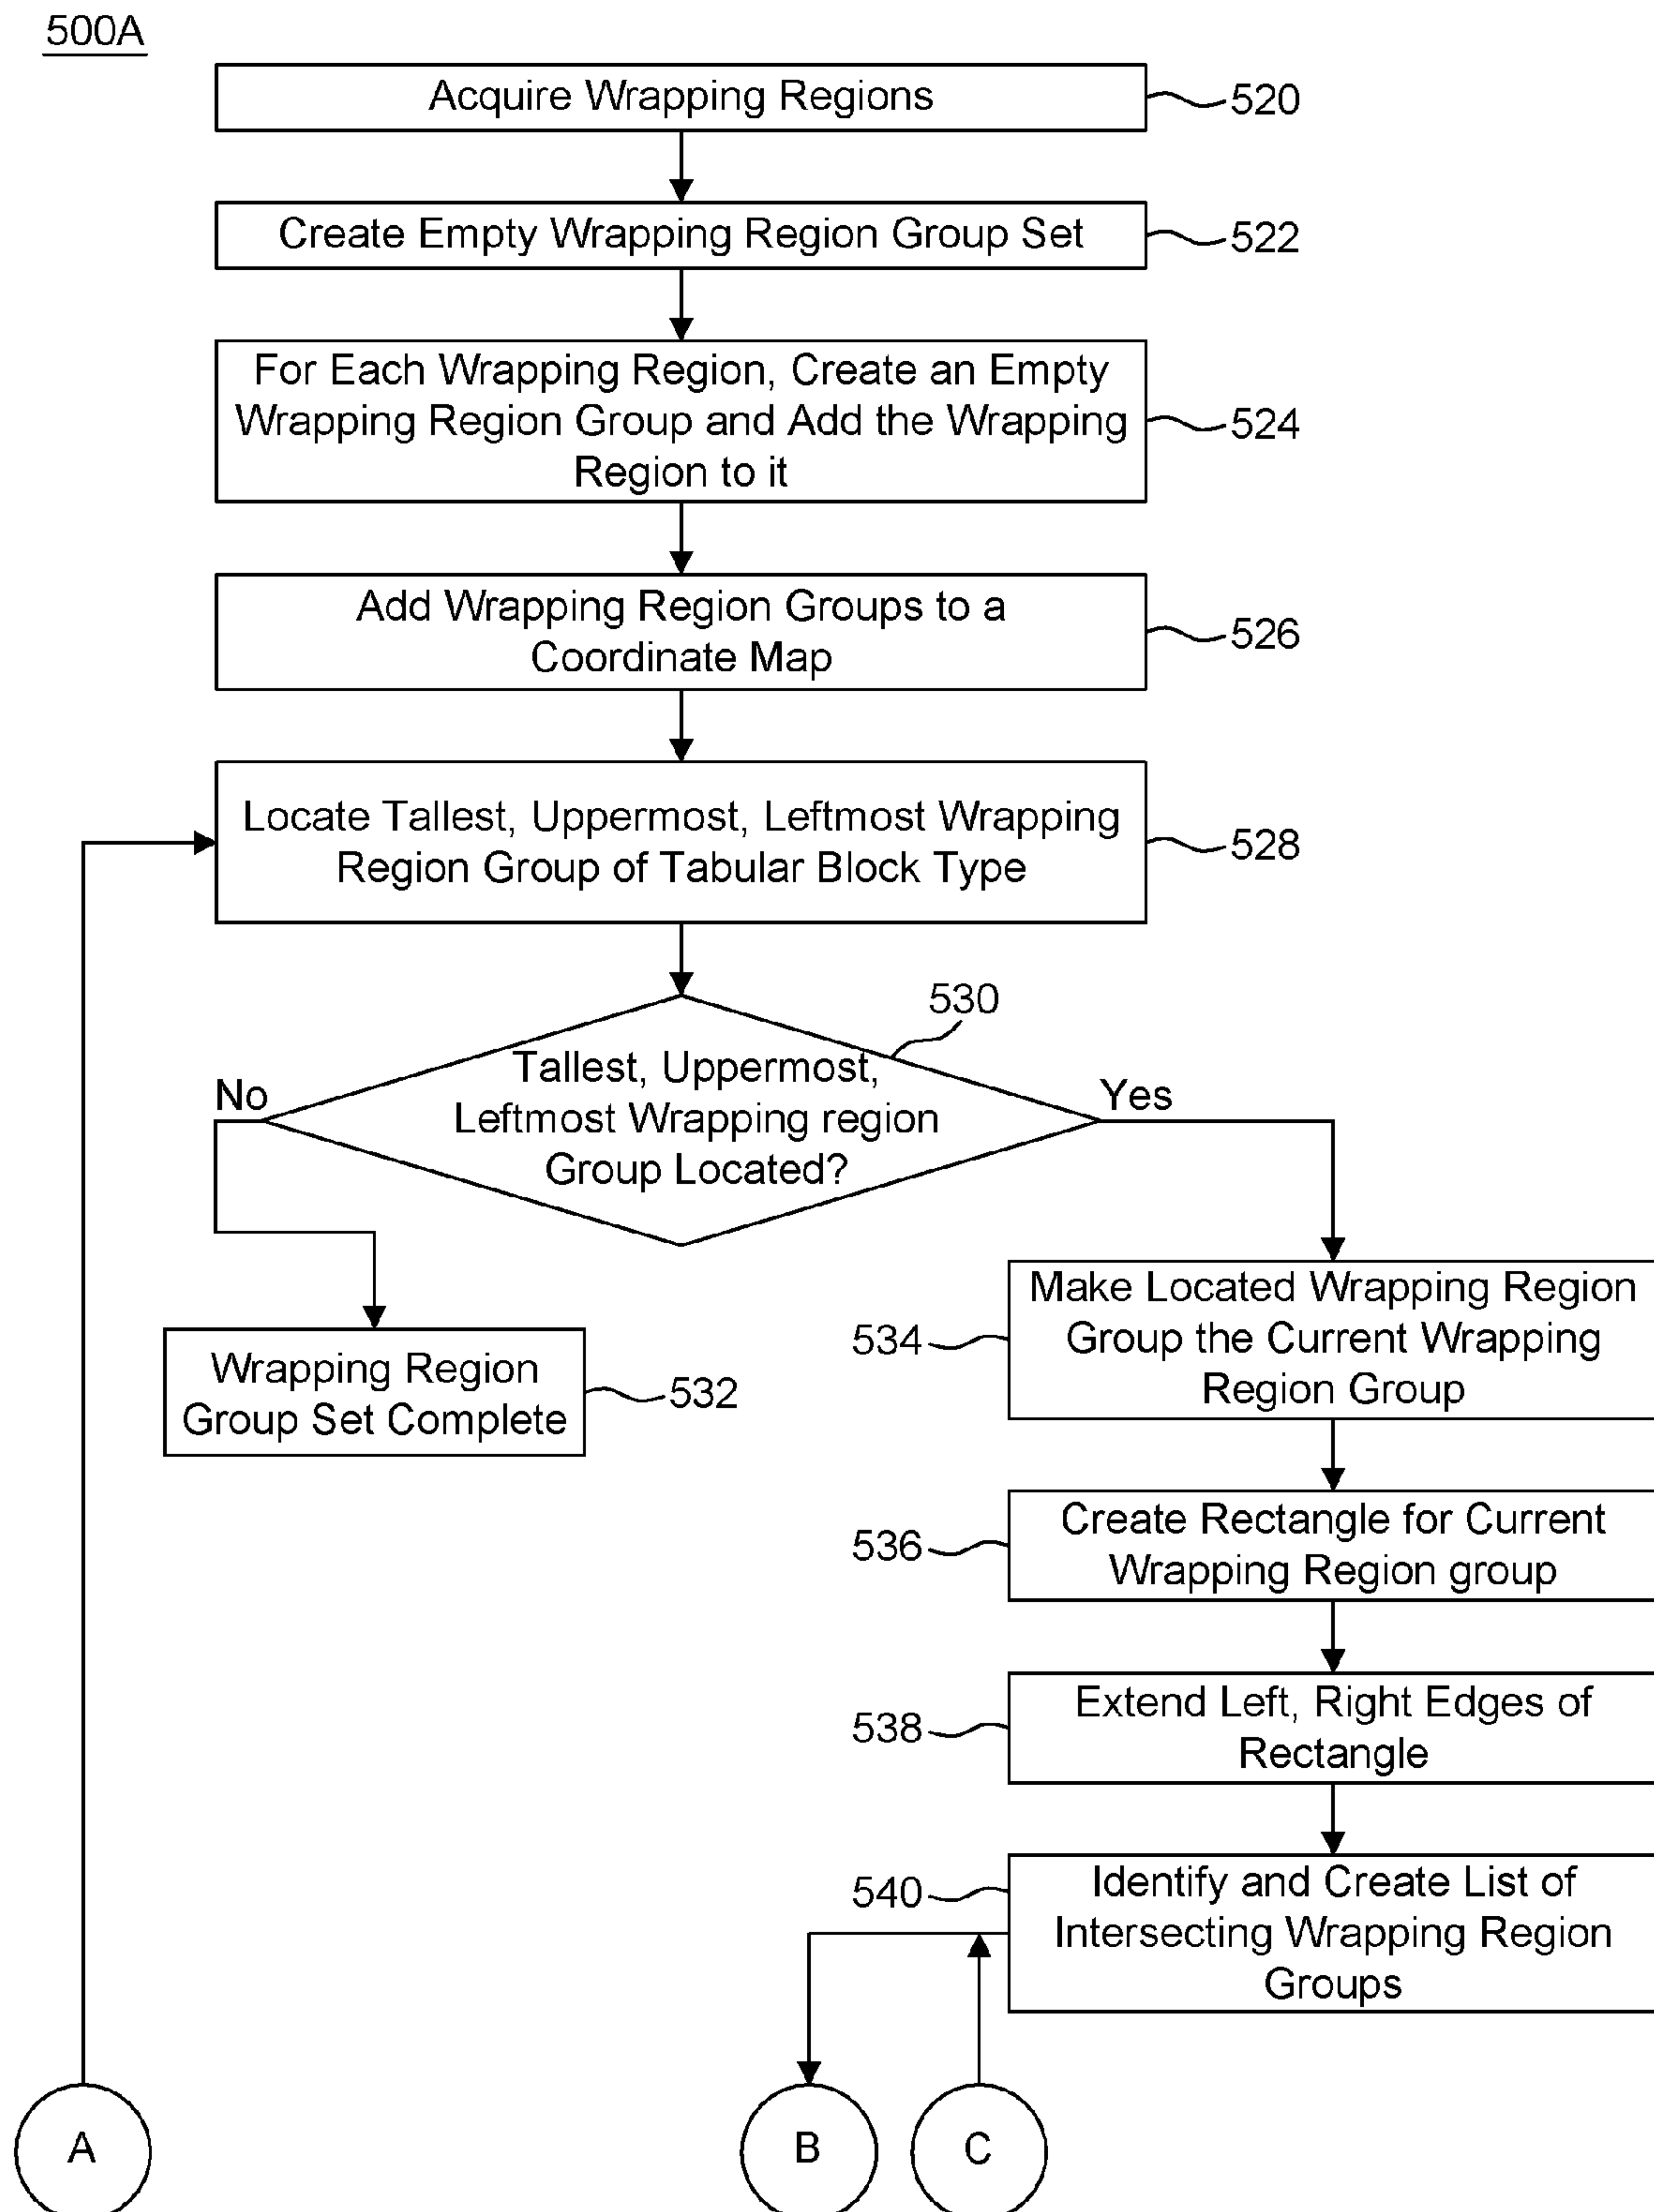 500A
Acquire Wrapping Regions
520
Create Empty Wrapping Region Group Set
522
For Each Wrapping Region, Create an Empty
Wrapping Region Group and Add the Wrapping
Region to it
524
Add Wrapping Region Groups to a
Coordinate Map
526
Locate Tallest, Uppermost, Leftmost Wrapping
Region Group of Tabular Block Type
528
530
Tallest, Uppermost,
Leftmost Wrapping region
Group Located?
No
Yes
Wrapping Region
Group Set Complete
532
Make Located Wrapping Region
Group the Current Wrapping
Region Group
534
Create Rectangle for Current
Wrapping Region group
536
Extend Left, Right Edges of
Rectangle
538
Identify and Create List of
Intersecting Wrapping Region
Groups
540
A
B
C